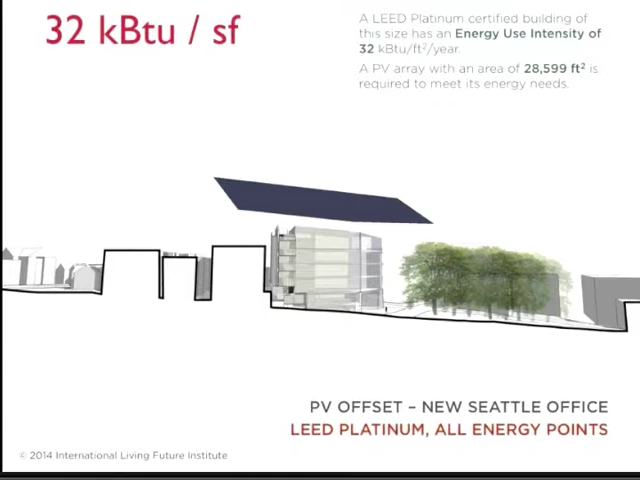 32 kBtu / sf
A LEED Platinum certified building of
this size has an Energy Use Intensity of
32 kBtu/ft²/year.
A PV array with an area of 28,599 ft² is
required to meet its energy needs.
PV OFFSET – NEW SEATTLE OFFICE
LEED PLATINUM, ALL ENERGY POINTS
© 2014 International Living Future Institute